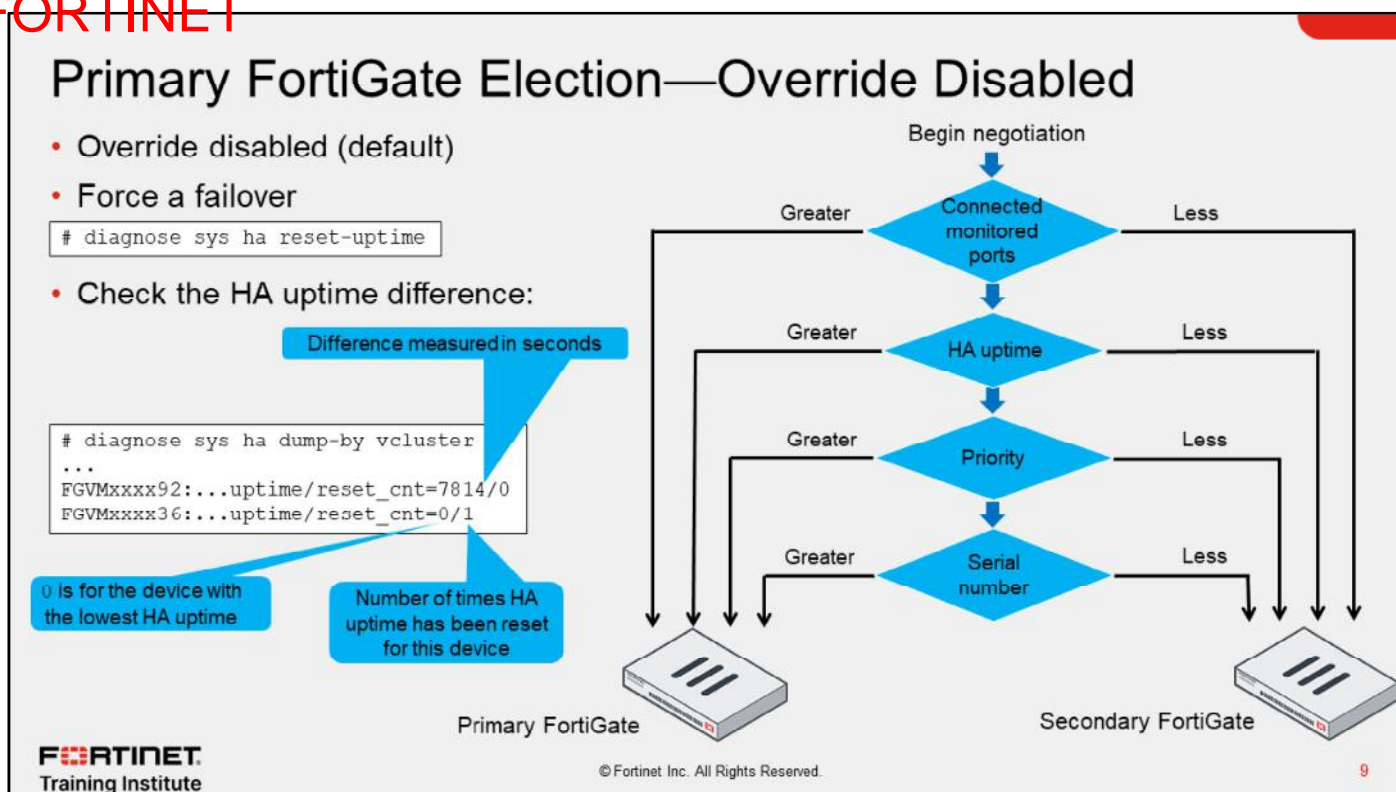 FORTINET
Primary FortiGate Election—Override Disabled
• Override disabled (default)
• Force a failover
# diagnose sys ha reset-uptime
• Check the HA uptime difference:
Difference measured in seconds
# diagnose sys ha dump-by vcluster
...
FGVMxxxx92:...uptime/reset_cnt=7814/0
FGVMxxxx36:...uptime/reset_cnt=0/1
0 is for the device with
the lowest HA uptime
Number of times HA
uptime has been reset
for this device
Begin negotiation
Greater
Connected
monitored
ports
Less
Greater
HA uptime
Less
Greater
Priority
Less
Greater
Serial
number
Less
Primary FortiGate
Secondary FortiGate
FORTINET.
Training Institute
© Fortinet Inc. All Rights Reserved.
9